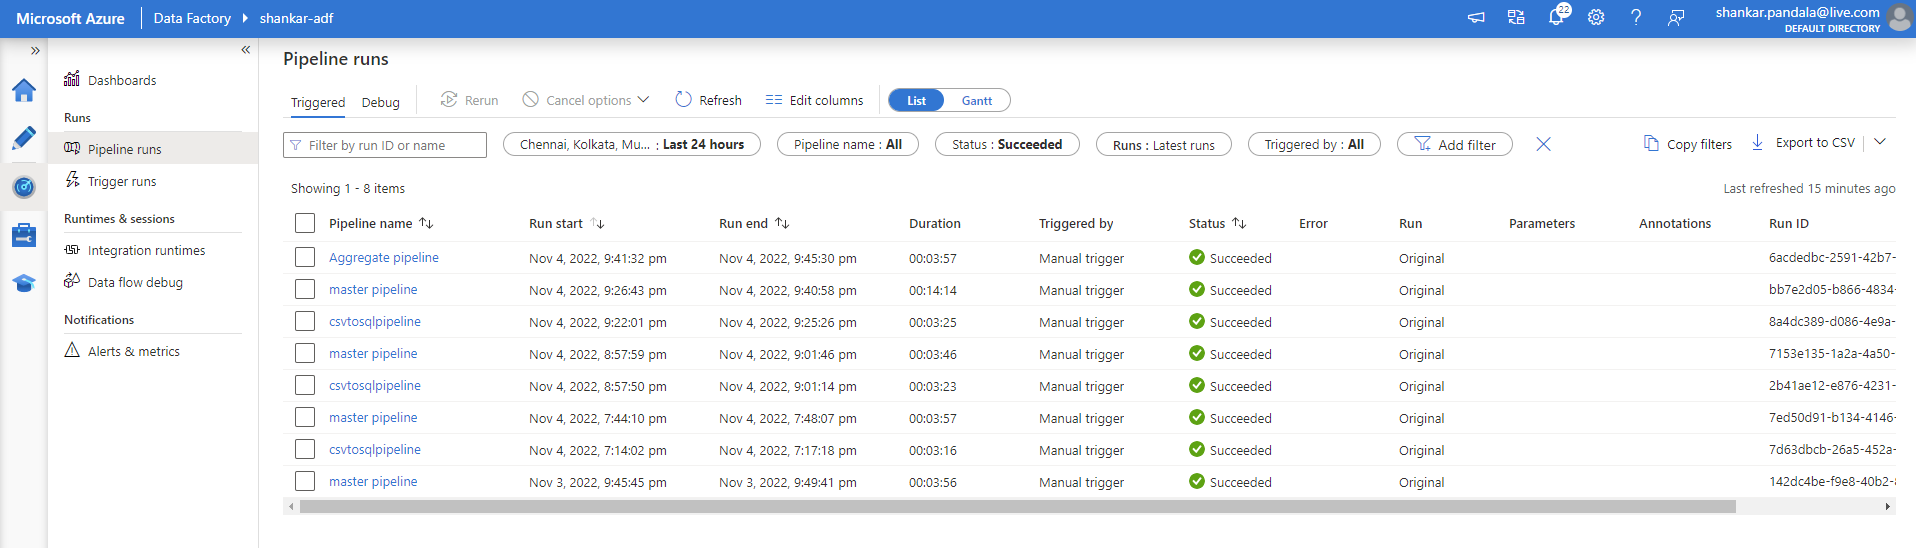 Microsoft Azure Data Factory shankar-adf 22 shankar.pandala@live.com
DEFAULT DIRECTORY
Dashboards
Runs
Pipeline runs
Trigger runs
Runtimes & sessions
Integration runtimes
Data flow debug
Notifications
Alerts & metrics
Pipeline runs
Triggered Debug Rerun Cancel options Refresh Edit columns List Gantt
Filter by run ID or name Chennai, Kolkata, Mu... : Last 24 hours Pipeline name : All Status : Succeeded Runs : Latest runs Triggered by : All Add filter Copy filters Export to CSV
Showing 1 - 8 items Last refreshed 15 minutes ago
Pipeline name Run start Run end Duration Triggered by Status Error Run Parameters Annotations Run ID
Aggregate pipeline Nov 4, 2022, 9:41:32 pm Nov 4, 2022, 9:45:30 pm 00:03:57 Manual trigger Succeeded Original 6acdedbc-2591-42b7-
master pipeline Nov 4, 2022, 9:26:43 pm Nov 4, 2022, 9:40:58 pm 00:14:14 Manual trigger Succeeded Original bb7e2d05-b866-4834-
csvtosqlpipeline Nov 4, 2022, 9:22:01 pm Nov 4, 2022, 9:25:26 pm 00:03:25 Manual trigger Succeeded Original 8a4dc389-d086-4e9a-
master pipeline Nov 4, 2022, 8:57:59 pm Nov 4, 2022, 9:01:46 pm 00:03:46 Manual trigger Succeeded Original 7153e135-1a2a-4a50-
csvtosqlpipeline Nov 4, 2022, 8:57:50 pm Nov 4, 2022, 9:01:14 pm 00:03:23 Manual trigger Succeeded Original 2b41ae12-e876-4231-
master pipeline Nov 4, 2022, 7:44:10 pm Nov 4, 2022, 7:48:07 pm 00:03:57 Manual trigger Succeeded Original 7ed50d91-b134-4146-
csvtosqlpipeline Nov 4, 2022, 7:14:02 pm Nov 4, 2022, 7:17:18 pm 00:03:16 Manual trigger Succeeded Original 7d63dbcb-26a5-452a-
master pipeline Nov 3, 2022, 9:45:45 pm Nov 3, 2022, 9:49:41 pm 00:03:56 Manual trigger Succeeded Original 142dc4be-f9e8-40b2-